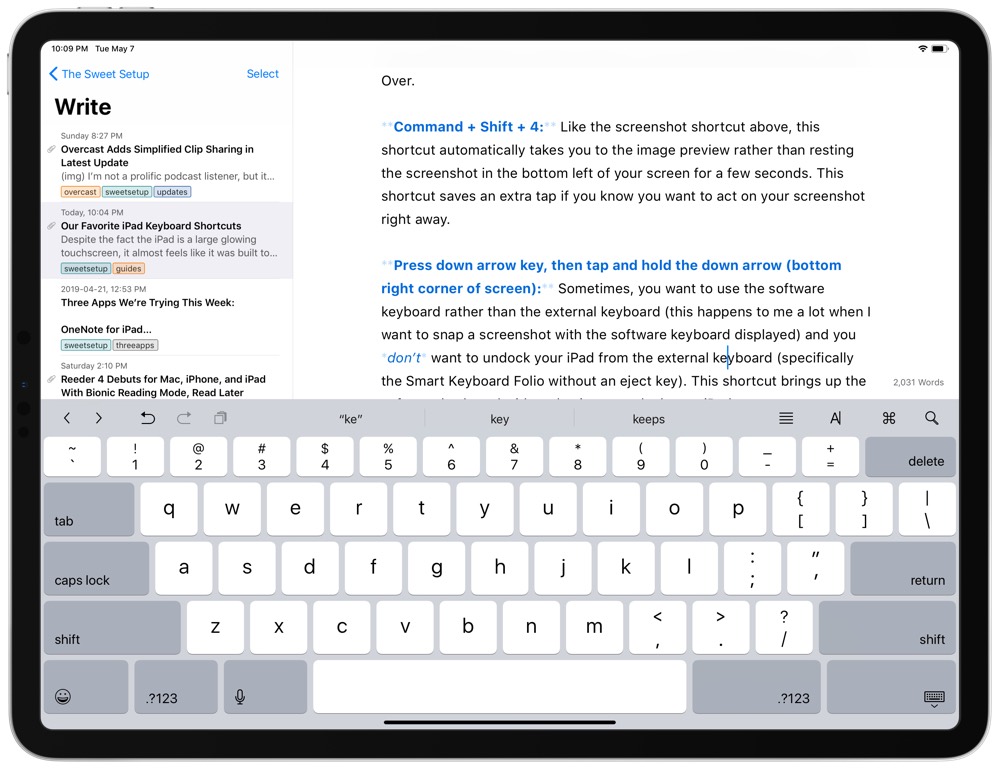 10:09 PM Tue May 7
The Sweet Setup
Select
Write
Sunday 8:27 PM
Overcast Adds Simplified Clip Sharing in
Latest Update
(img) I'm not a prolific podcast listener, but it...
overcast sweetsetup updates
Today, 10:04 PM
Our Favorite iPad Keyboard Shortcuts
Despite the fact the iPad is a large glowing
touchscreen, it almost feels like it was built to...
sweetsetup guides
2019-04-21, 12:53 PM
Three Apps We're Trying This Week:
OneNote for iPad...
sweetsetup threeapps
Saturday 2:10 PM
Reeder 4 Debuts for Mac, iPhone, and iPad
With Bionic Reading Mode, Read Later
Over.
**Command + Shift + 4:** Like the screenshot shortcut above, this
shortcut automatically takes you to the image preview rather than resting
the screenshot in the bottom left of your screen for a few seconds. This
shortcut saves an extra tap if you know you want to act on your screenshot
right away.
**Press down arrow key, then tap and hold the down arrow (bottom
right corner of screen):** Sometimes, you want to use the software
keyboard rather than the external keyboard (this happens to me a lot when I
want to snap a screenshot with the software keyboard displayed) and you
*don't* want to undock your iPad from the external keyboard (specifically
the Smart Keyboard Folio without an eject key). This shortcut brings up the
2,031 Words
“ke” key keeps A ⌘
~ ! @ # $ % ^ & * ( ) _ +
` 1 2 3 4 5 6 7 8 9 0 - = delete
tab q w e r t y u i o p { [ } ] | \
caps lock a s d f g h j k l : ; " ' return
shift z x c v b n m < , > . ? / shift
.?123 .?123